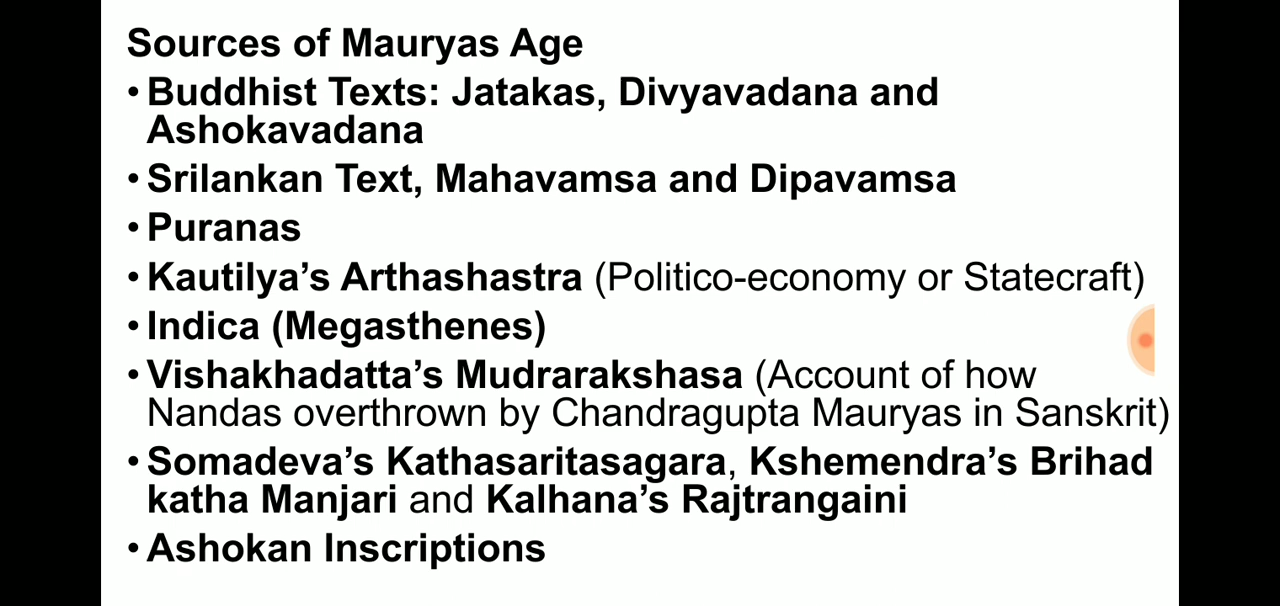 Sources of Mauryas Age
• Buddhist Texts: Jatakas, Divyavadana and
Ashokavadana
• Srilankan Text, Mahavamsa and Dipavamsa
• Puranas
• Kautilya’s Arthashastra (Politico-economy or Statecraft)
• Indica (Megasthenes)
• Vishakhadatta’s Mudrarakshasa (Account of how
Nandas overthrown by Chandragupta Mauryas in Sanskrit)
• Somadeva’s Kathasaritasagara, Kshemendra’s Brihad
katha Manjari and Kalhana’s Rajtrangaini
• Ashokan Inscriptions